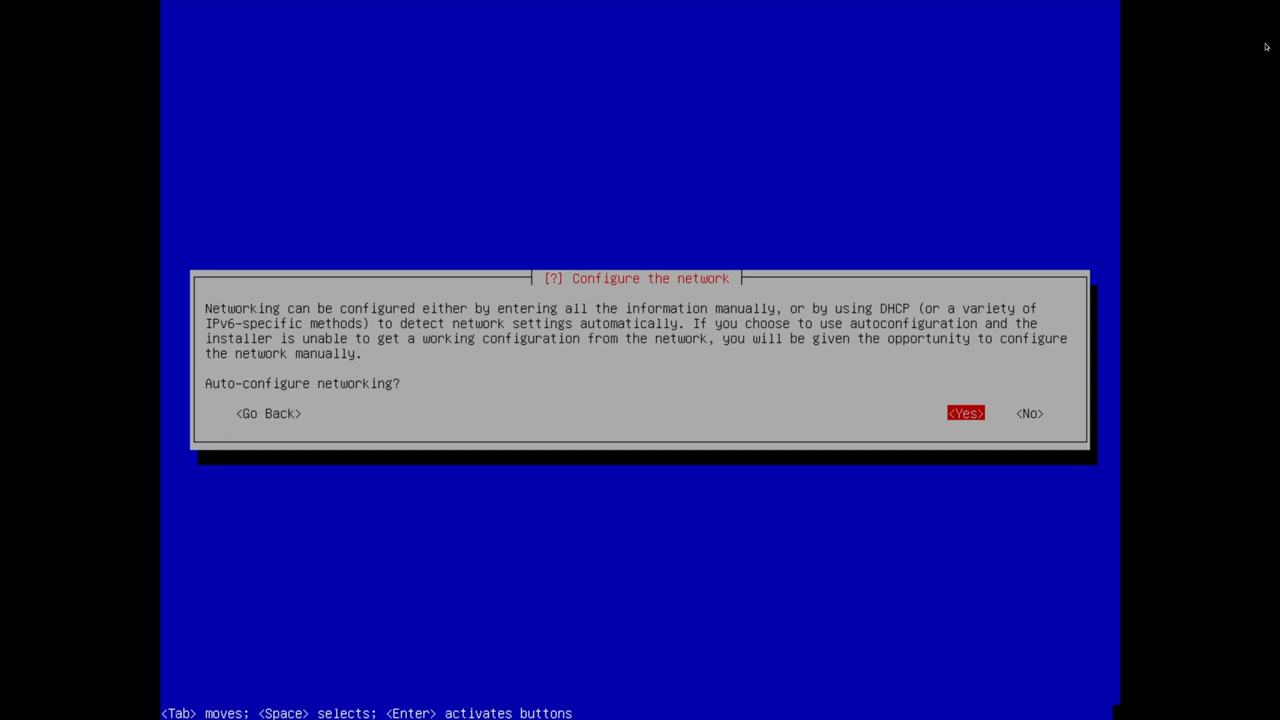 [?] Configure the network
Networking can be configured either by entering all the information manually, or by using DHCP (or a variety of
IPv6-specific methods) to detect network settings automatically. If you choose to use autoconfiguration and the
installer is unable to get a working configuration from the network, you will be given the opportunity to configure
the network manually.
Auto-configure networking?
<Go Back> <Yes> <No>
<Tab> moves; <Space> selects; <Enter> activates buttons